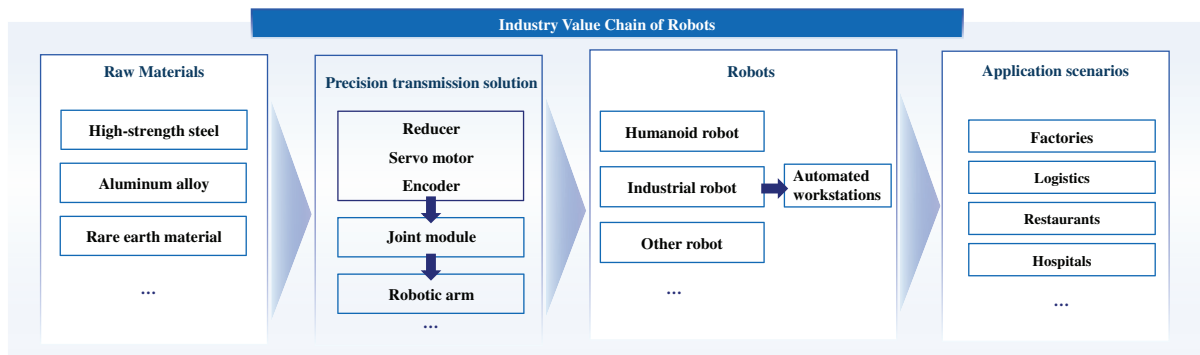 Industry Value Chain of Robots
Raw Materials
High-strength steel
Aluminum alloy
Rare earth material
...
Precision transmission solution
Reducer
Servo motor
Encoder
Joint module
Robotic arm
...
Robots
Humanoid robot
Industrial robot
Automated
workstations
Other robot
...
Application scenarios
Factories
Logistics
Restaurants
Hospitals
...